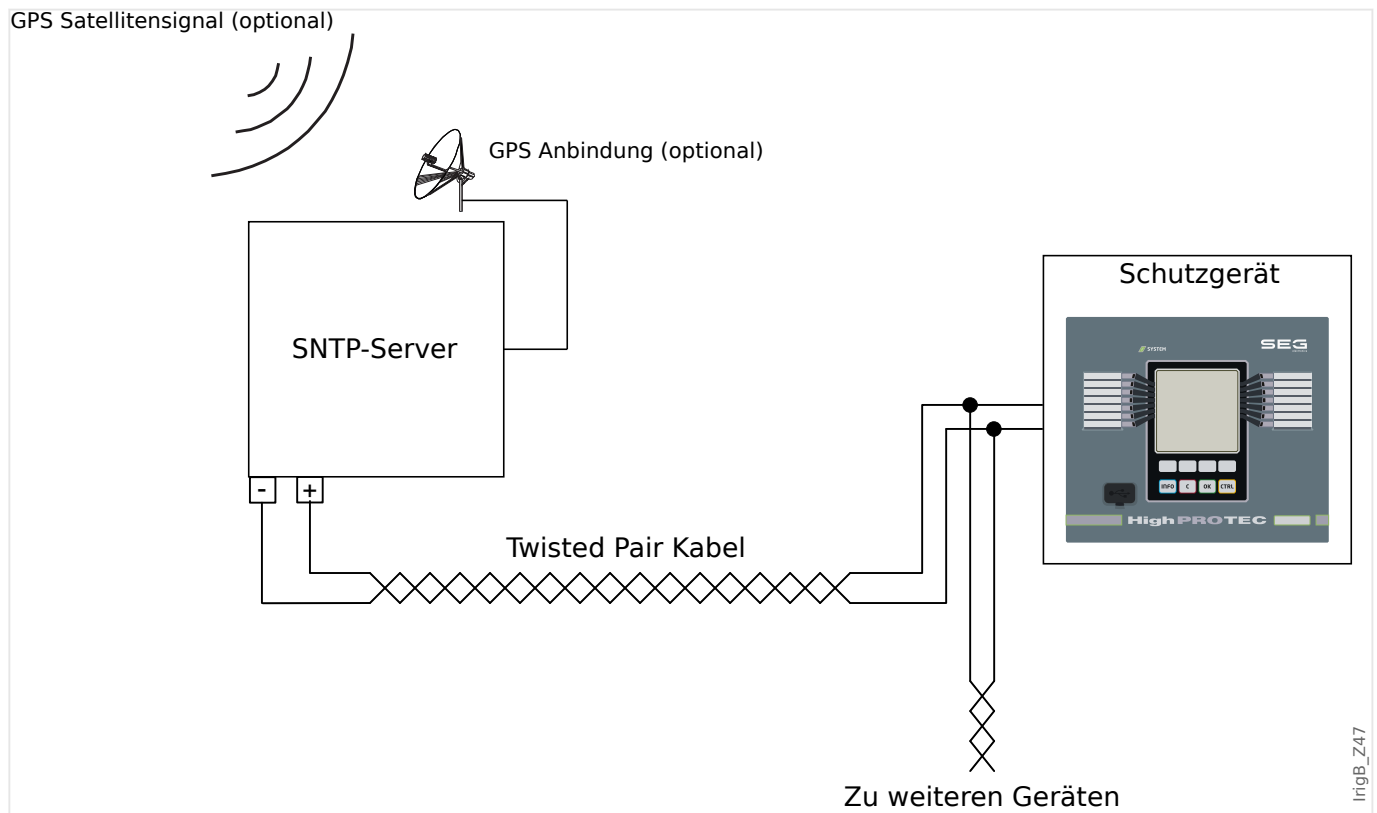 GPS Satellitensignal (optional)
GPS Anbindung (optional)
SNTP-Server
- +
Schutzgerät
SYSTEM
SEG
INFO C OK CTRL
HighPROTEC
Twisted Pair Kabel
Zu weiteren Geräten
IrigB_Z47